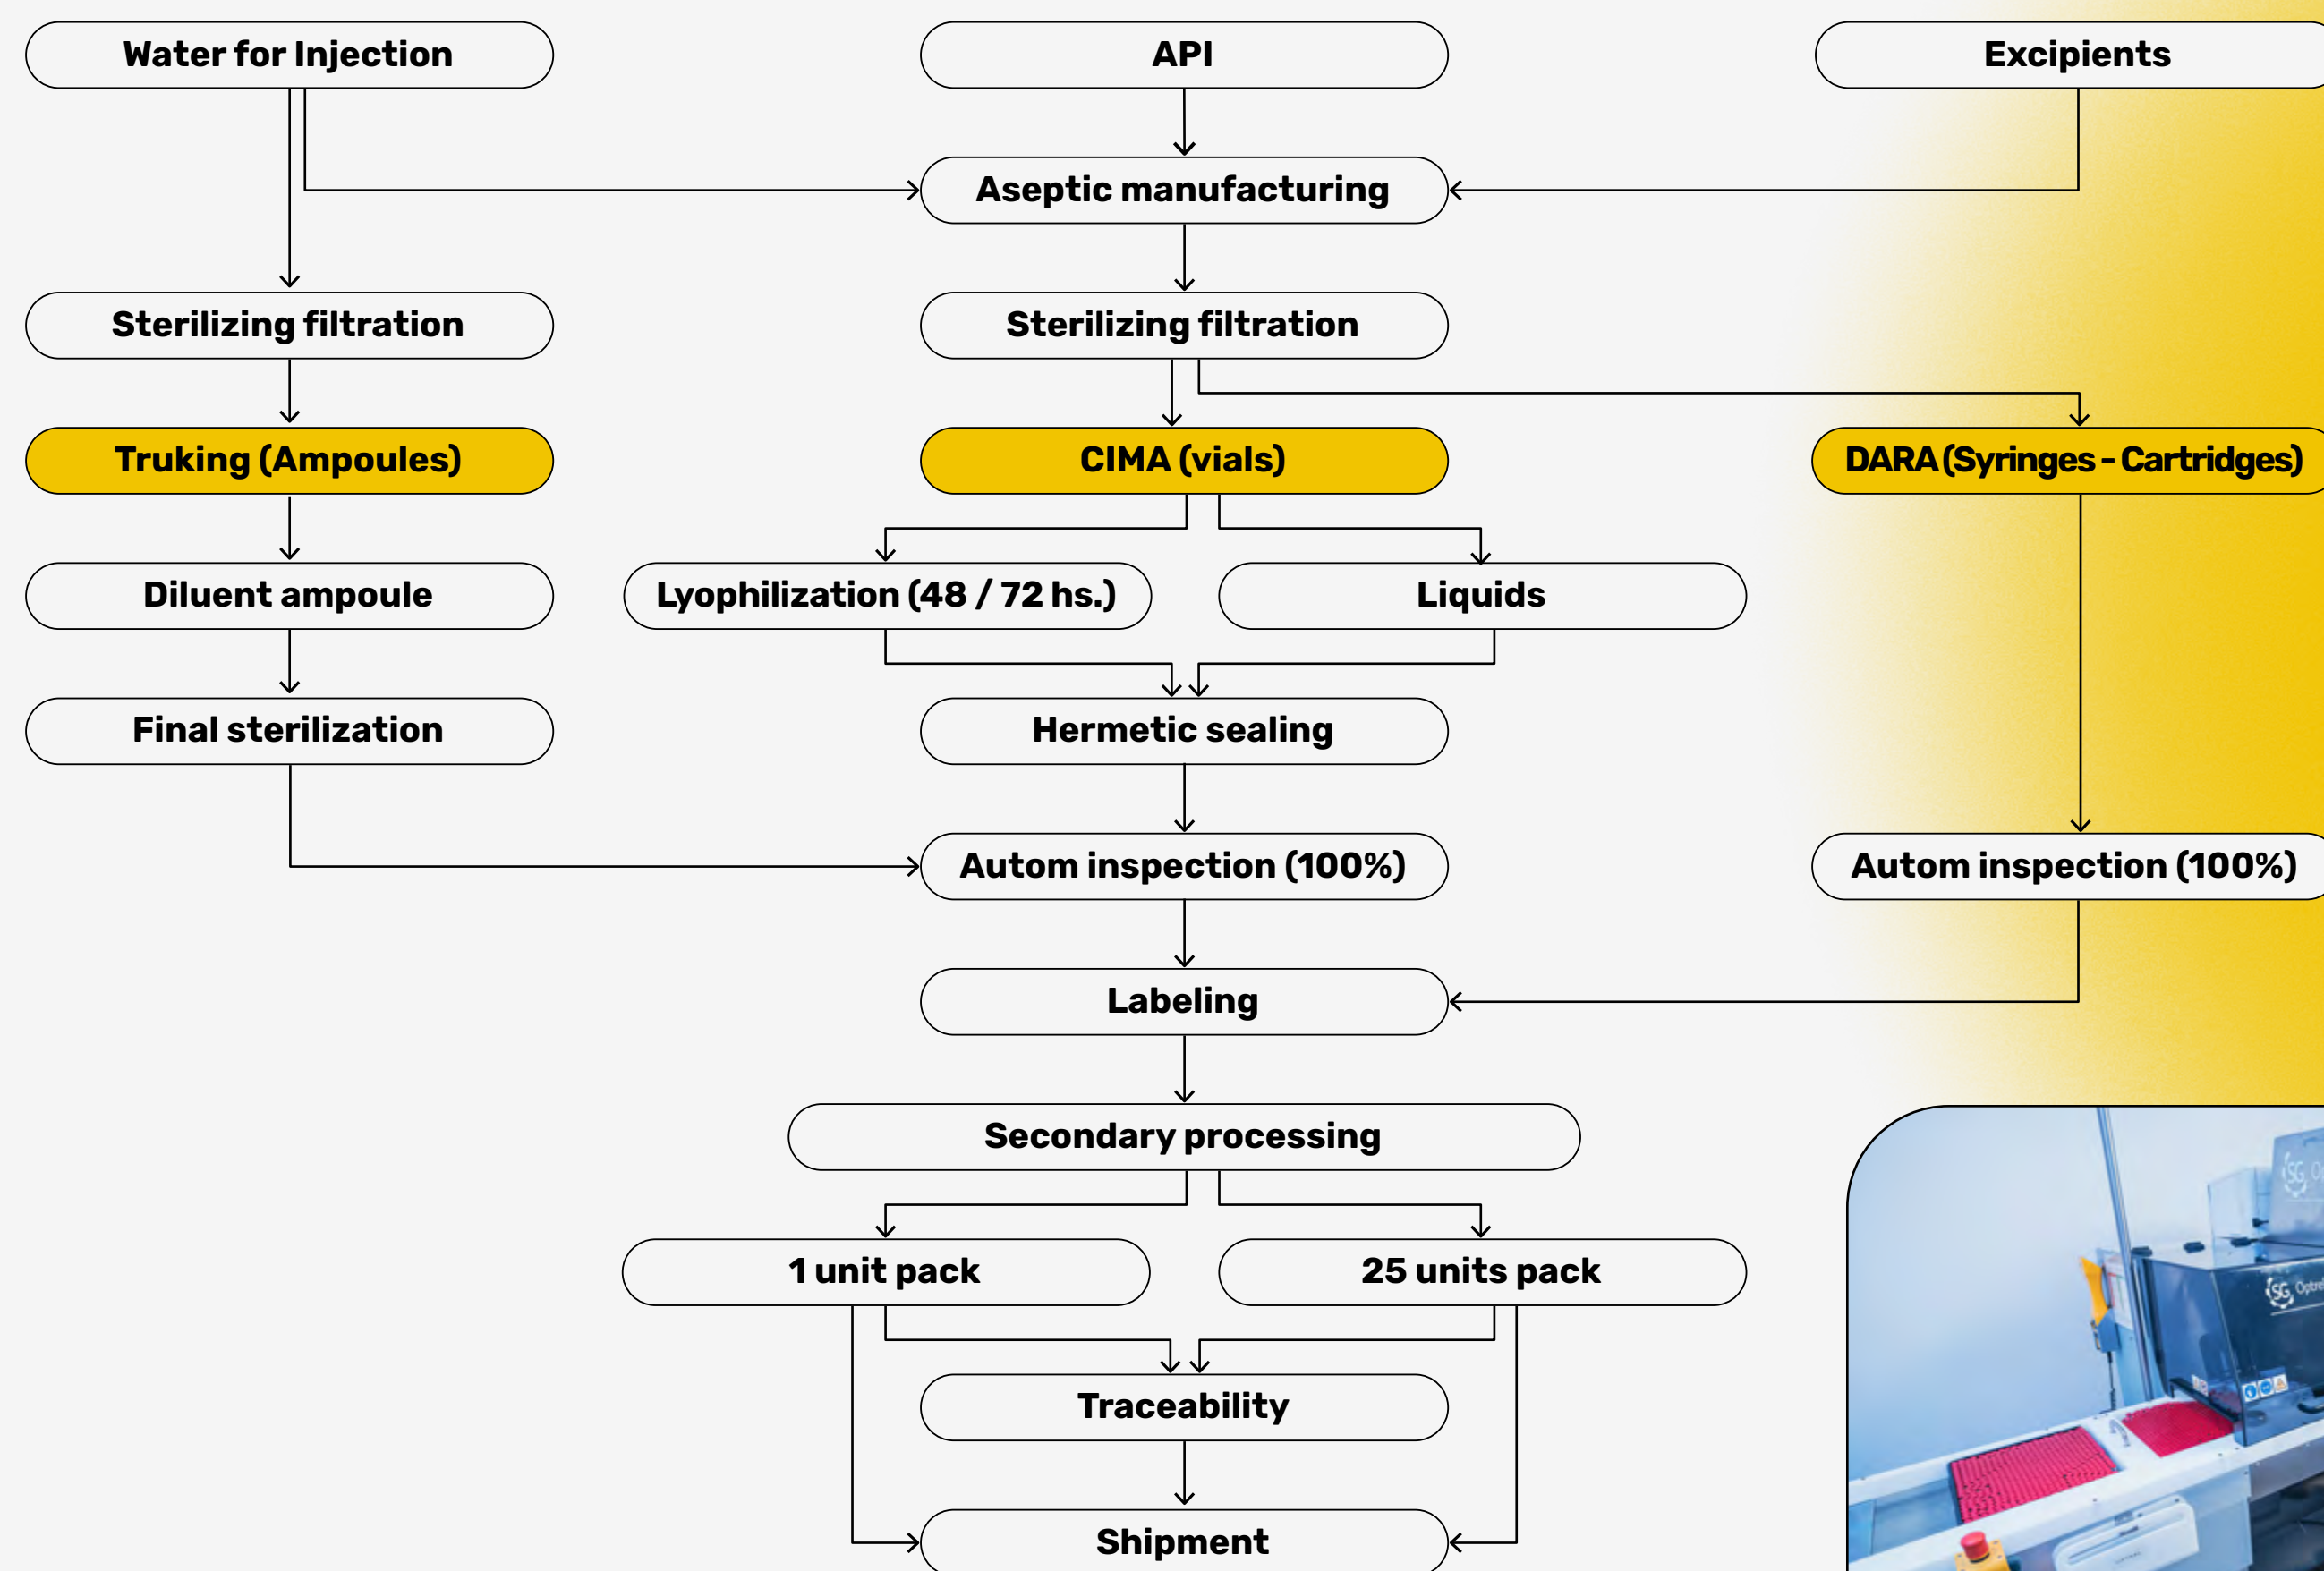 Water for Injection
API
Excipients
Aseptic manufacturing
Sterilizing filtration
Sterilizing filtration
Truking (Ampoules)
CIMA (vials)
DARA (Syringes - Cartridges)
Diluent ampoule
Lyophilization (48 / 72 hs.)
Liquids
Final sterilization
Hermetic sealing
Autom inspection (100%)
Autom inspection (100%)
Labeling
Secondary processing
1 unit pack
25 units pack
Traceability
Shipment
SG
SG